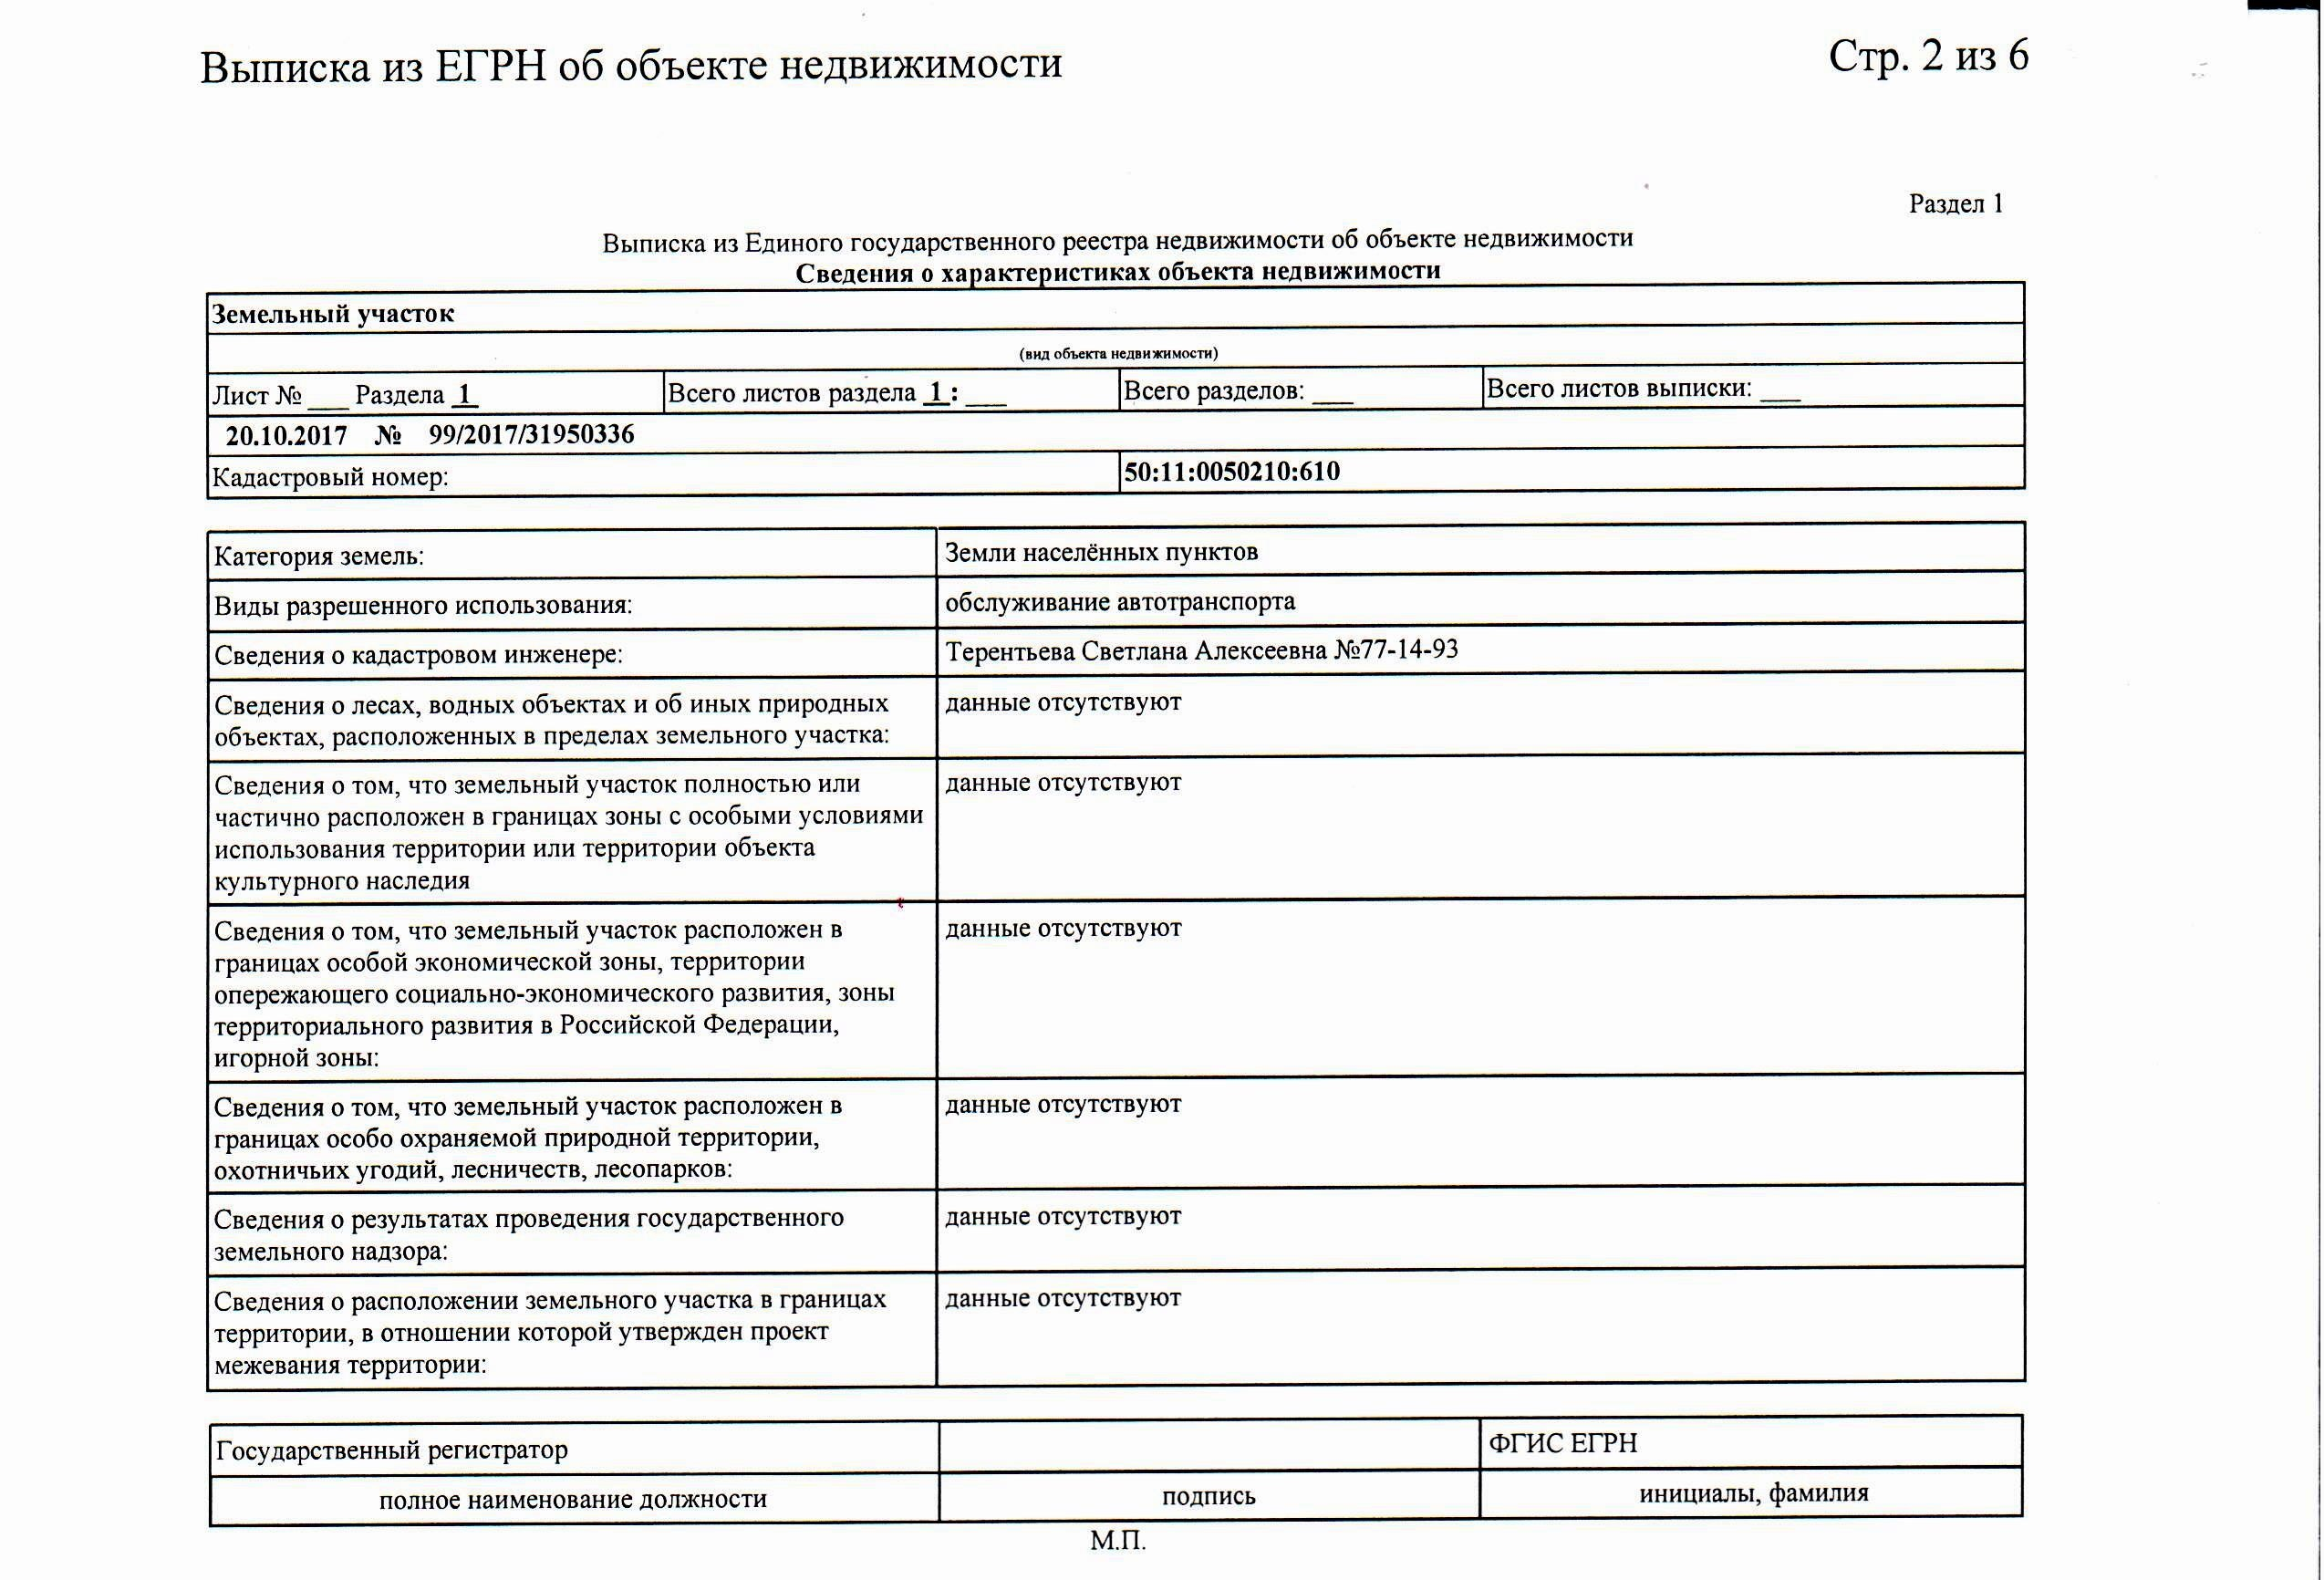 Выписка из ЕГРН об объекте недвижимости
Стр. 2 из 6
Раздел 1
Выписка из Единого государственного реестра недвижимости об объекте недвижимости
Сведения о характеристиках объекта недвижимости
Земельный участок
(вид объекта недвижимости)
Лист № ___ Раздела 1 Всего листов раздела 1 : ___ Всего разделов: ___ Всего листов выписки: ___
20.10.2017 № 99/2017/31950336
Кадастровый номер: 50:11:0050210:610
Категория земель: Земли населённых пунктов
Виды разрешенного использования: обслуживание автотранспорта
Сведения о кадастровом инженере: Терентьева Светлана Алексеевна №77-14-93
Сведения о лесах, водных объектах и об иных природных данные отсутствуют
объектах, расположенных в пределах земельного участка:
Сведения о том, что земельный участок полностью или данные отсутствуют
частично расположен в границах зоны с особыми условиями
использования территории или территории объекта
культурного наследия
Сведения о том, что земельный участок расположен в данные отсутствуют
границах особой экономической зоны, территории
опережающего социально-экономического развития, зоны
территориального развития в Российской Федерации,
игорной зоны:
Сведения о том, что земельный участок расположен в данные отсутствуют
границах особо охраняемой природной территории,
охотничьих угодий, лесничеств, лесопарков:
Сведения о результатах проведения государственного данные отсутствуют
земельного надзора:
Сведения о расположении земельного участка в границах данные отсутствуют
территории, в отношении которой утвержден проект
межевания территории:
Государственный регистратор ФГИС ЕГРН
полное наименование должности подпись инициалы, фамилия
М.П.